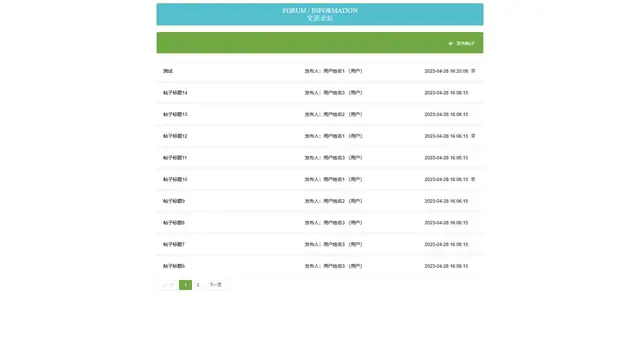 FORUM / INFORMATION
交流论坛
+ 发布帖子
测试 发布人：用户姓名1 （用户） 2023-04-28 16:25:09
帖子标题14 发布人：用户姓名3 （用户） 2023-04-28 16:06:15
帖子标题13 发布人：用户姓名2 （用户） 2023-04-28 16:06:15
帖子标题12 发布人：用户姓名1 （用户） 2023-04-28 16:06:15
帖子标题11 发布人：用户姓名3 （用户） 2023-04-28 16:06:15
帖子标题10 发布人：用户姓名1 （用户） 2023-04-28 16:06:15
帖子标题9 发布人：用户姓名2 （用户） 2023-04-28 16:06:15
帖子标题8 发布人：用户姓名3 （用户） 2023-04-28 16:06:15
帖子标题7 发布人：用户姓名3 （用户） 2023-04-28 16:06:15
帖子标题6 发布人：用户姓名3 （用户） 2023-04-28 16:06:15
上一页 1 2 下一页